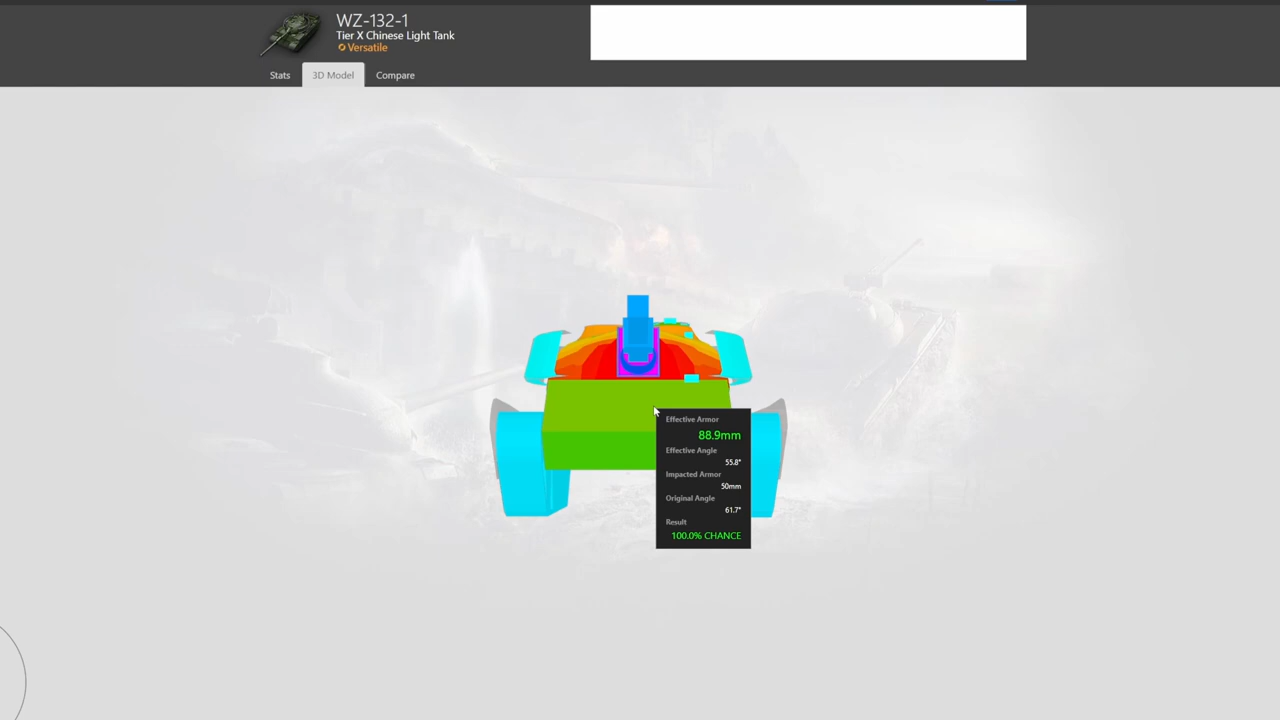 WZ-132-1
Tier X Chinese Light Tank
Versatile
Stats
3D Model
Compare
Effective Armor
88.9mm
Effective Angle
55.8°
Impacted Armor
50mm
Original Angle
61.7°
Result
100.0% CHANCE